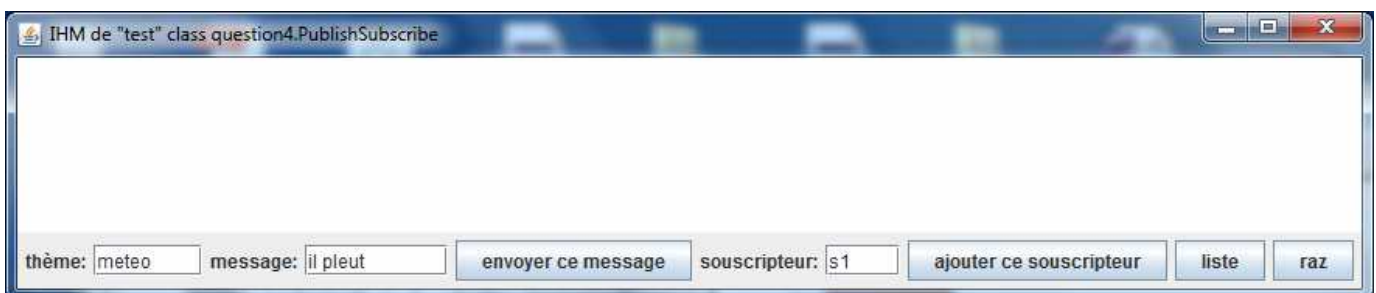 IHM de "test" class question4.PublishSubscribe
thème: meteo message: il pleut envoyer ce message souscripteur: s1 ajouter ce souscripteur liste raz